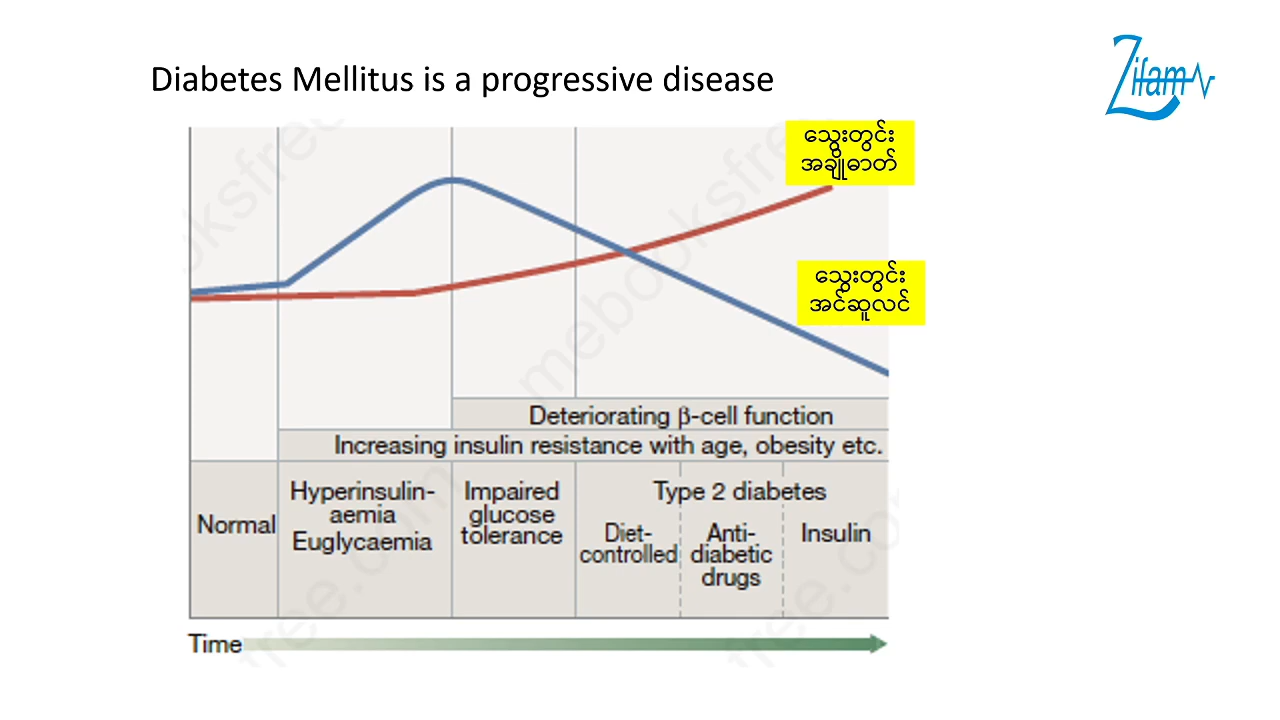 Diabetes Mellitus is a progressive disease
Zifam
သွေးတွင်း
အချိုဓာတ်
သွေးတွင်း
အင်ဆူလင်
Deteriorating β-cell function
Increasing insulin resistance with age, obesity etc.
Normal
Hyperinsulin-
aemia
Euglycaemia
Impaired
glucose
tolerance
Type 2 diabetes
Diet-
controlled
Anti-
diabetic
drugs
Insulin
Time
mebooksfree.com